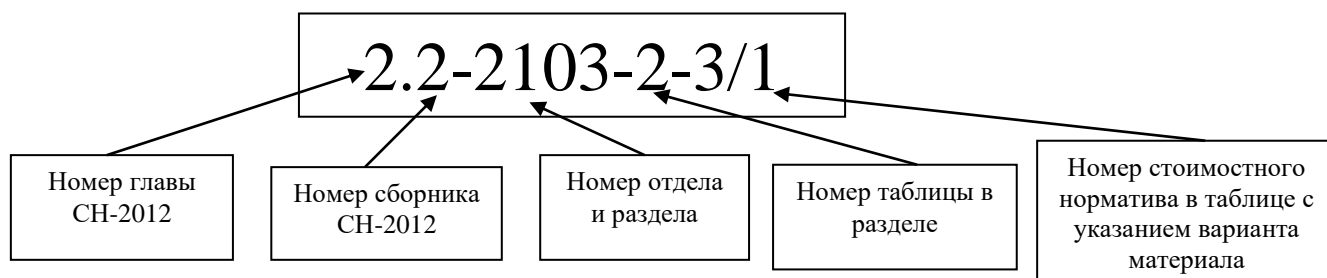 2.2-2103-2-3/1
Номер главы
СН-2012
Номер сборника
СН-2012
Номер отдела
и раздела
Номер таблицы в
разделе
Номер стоимостного
норматива в таблице с
указанием варианта
материала